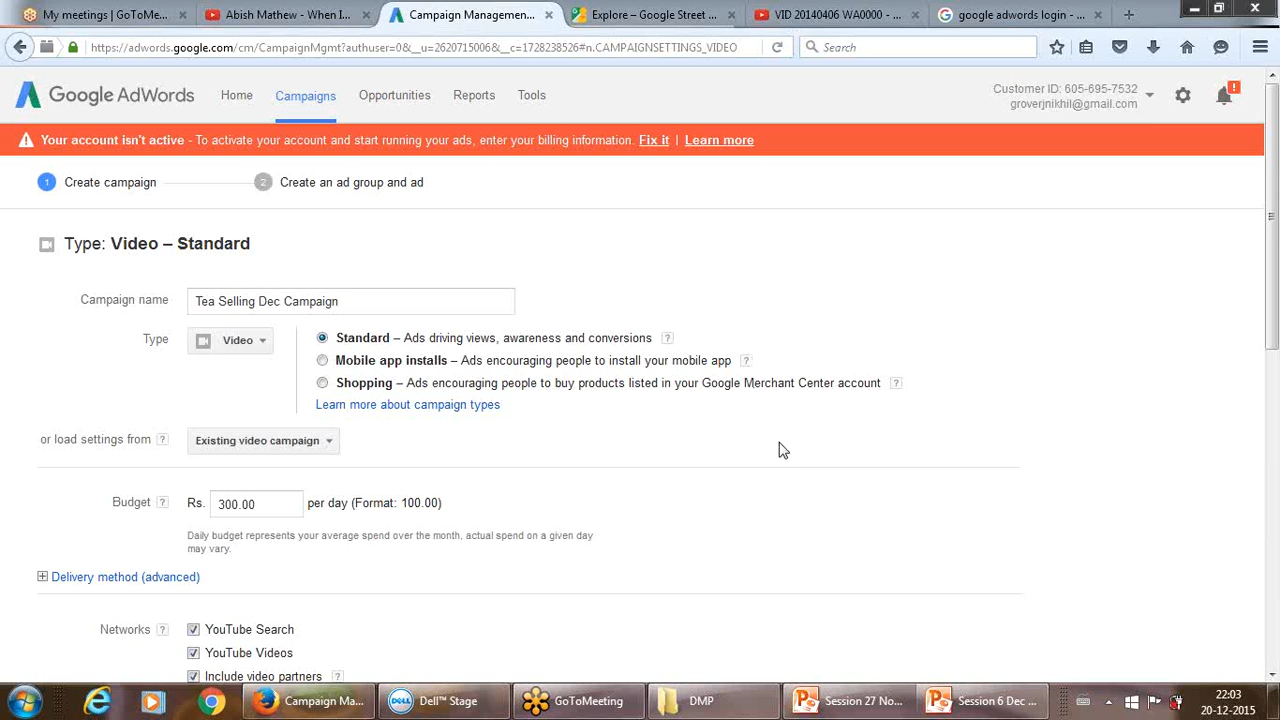 My meetings | GoToMe...
Abish Mathew - When I...
Campaign Management...
Explore – Google Street ...
VID 20140406 WA0000 - ...
google adwords login - ...
https://adwords.google.com/cm/CampaignMgmt?authuser=0&__u=2620715006&__c=1728238526#n.CAMPAIGNSETTINGS_VIDEO
Search
Google AdWords
Home
Campaigns
Opportunities
Reports
Tools
Customer ID: 605-695-7532
groverjnikhil@gmail.com
Your account isn't active - To activate your account and start running your ads, enter your billing information. Fix it | Learn more
1 Create campaign
2 Create an ad group and ad
Type: Video – Standard
Campaign name
Tea Selling Dec Campaign
Type
Video
Standard – Ads driving views, awareness and conversions ?
Mobile app installs – Ads encouraging people to install your mobile app ?
Shopping – Ads encouraging people to buy products listed in your Google Merchant Center account ?
Learn more about campaign types
or load settings from ?
Existing video campaign
Budget ?
Rs. 300.00 per day (Format: 100.00)
Daily budget represents your average spend over the month, actual spend on a given day
may vary.
Delivery method (advanced)
Networks ?
YouTube Search
YouTube Videos
Include video partners ?
Campaign Ma...
Dell™ Stage
GoToMeeting
DMP
Session 27 No...
Session 6 Dec ...
22:03
20-12-2015